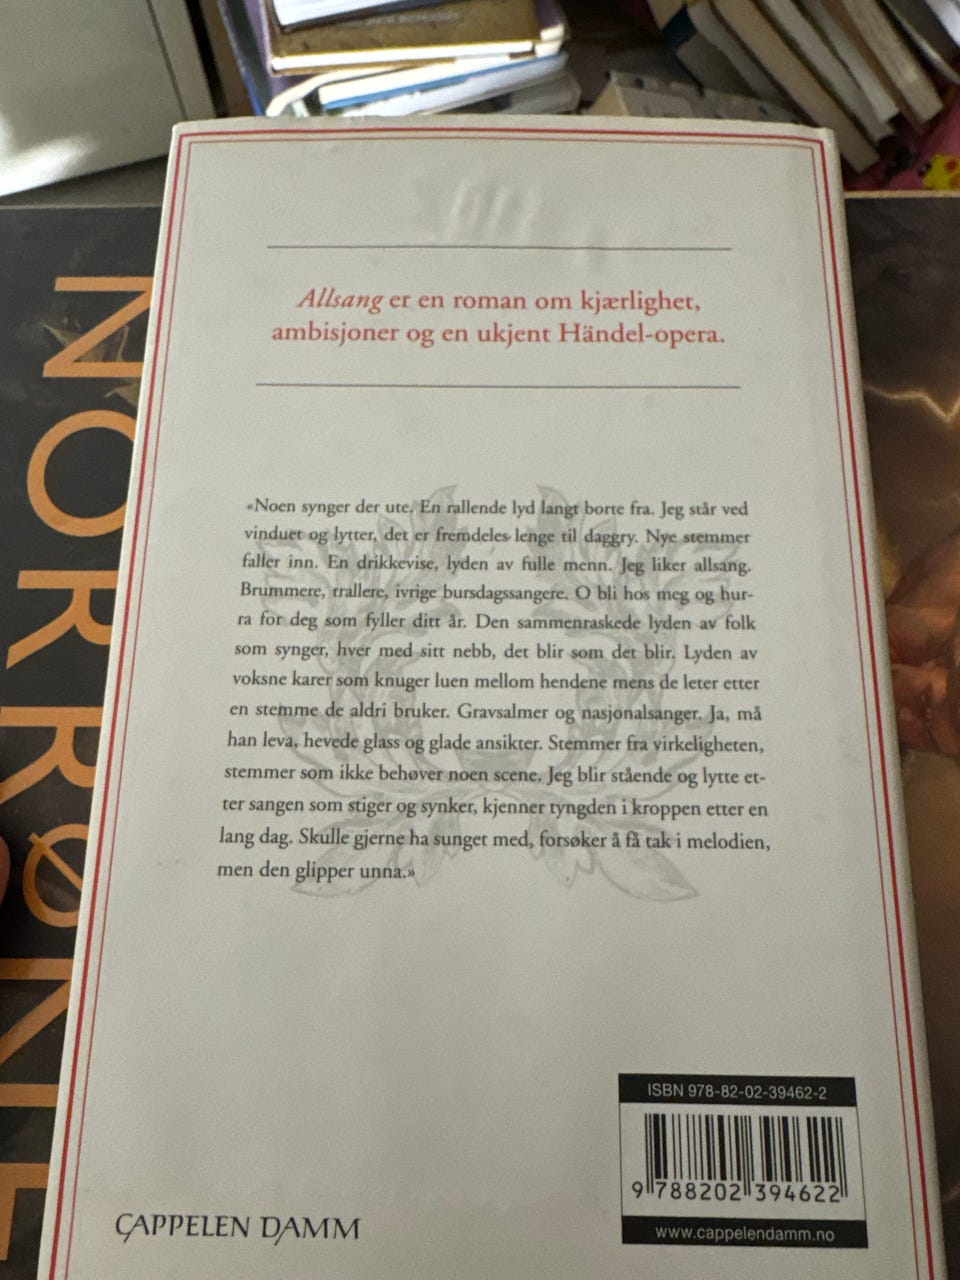 NORRØNE
Allsang er en roman om kjærlighet,
ambisjoner og en ukjent Händel-opera.
«Noen synger der ute. En rallende lyd langt borte fra. Jeg står ved
vinduet og lytter, det er fremdeles lenge til daggry. Nye stemmer
faller inn. En drikkevise, lyden av fulle menn. Jeg liker allsang.
Brummere, trallere, ivrige bursdagssangere. O bli hos meg og hur-
ra for deg som fyller ditt år. Den sammenraskede lyden av folk
som synger, hver med sitt nebb, det blir som det blir. Lyden av
voksne karer som knuger luen mellom hendene mens de leter etter
en stemme de aldri bruker. Gravsalmer og nasjonalsanger. Ja, må
han leva, hevede glass og glade ansikter. Stemmer fra virkeligheten,
stemmer som ikke behøver noen scene. Jeg blir stående og lytte et-
ter sangen som stiger og synker, kjenner tyngden i kroppen etter en
lang dag. Skulle gjerne ha sunget med, forsøker å få tak i melodien,
men den glipper unna.»
ISBN 978-82-02-39462-2
9 788202 394622
www.cappelendamm.no
CAPPELEN DAMM